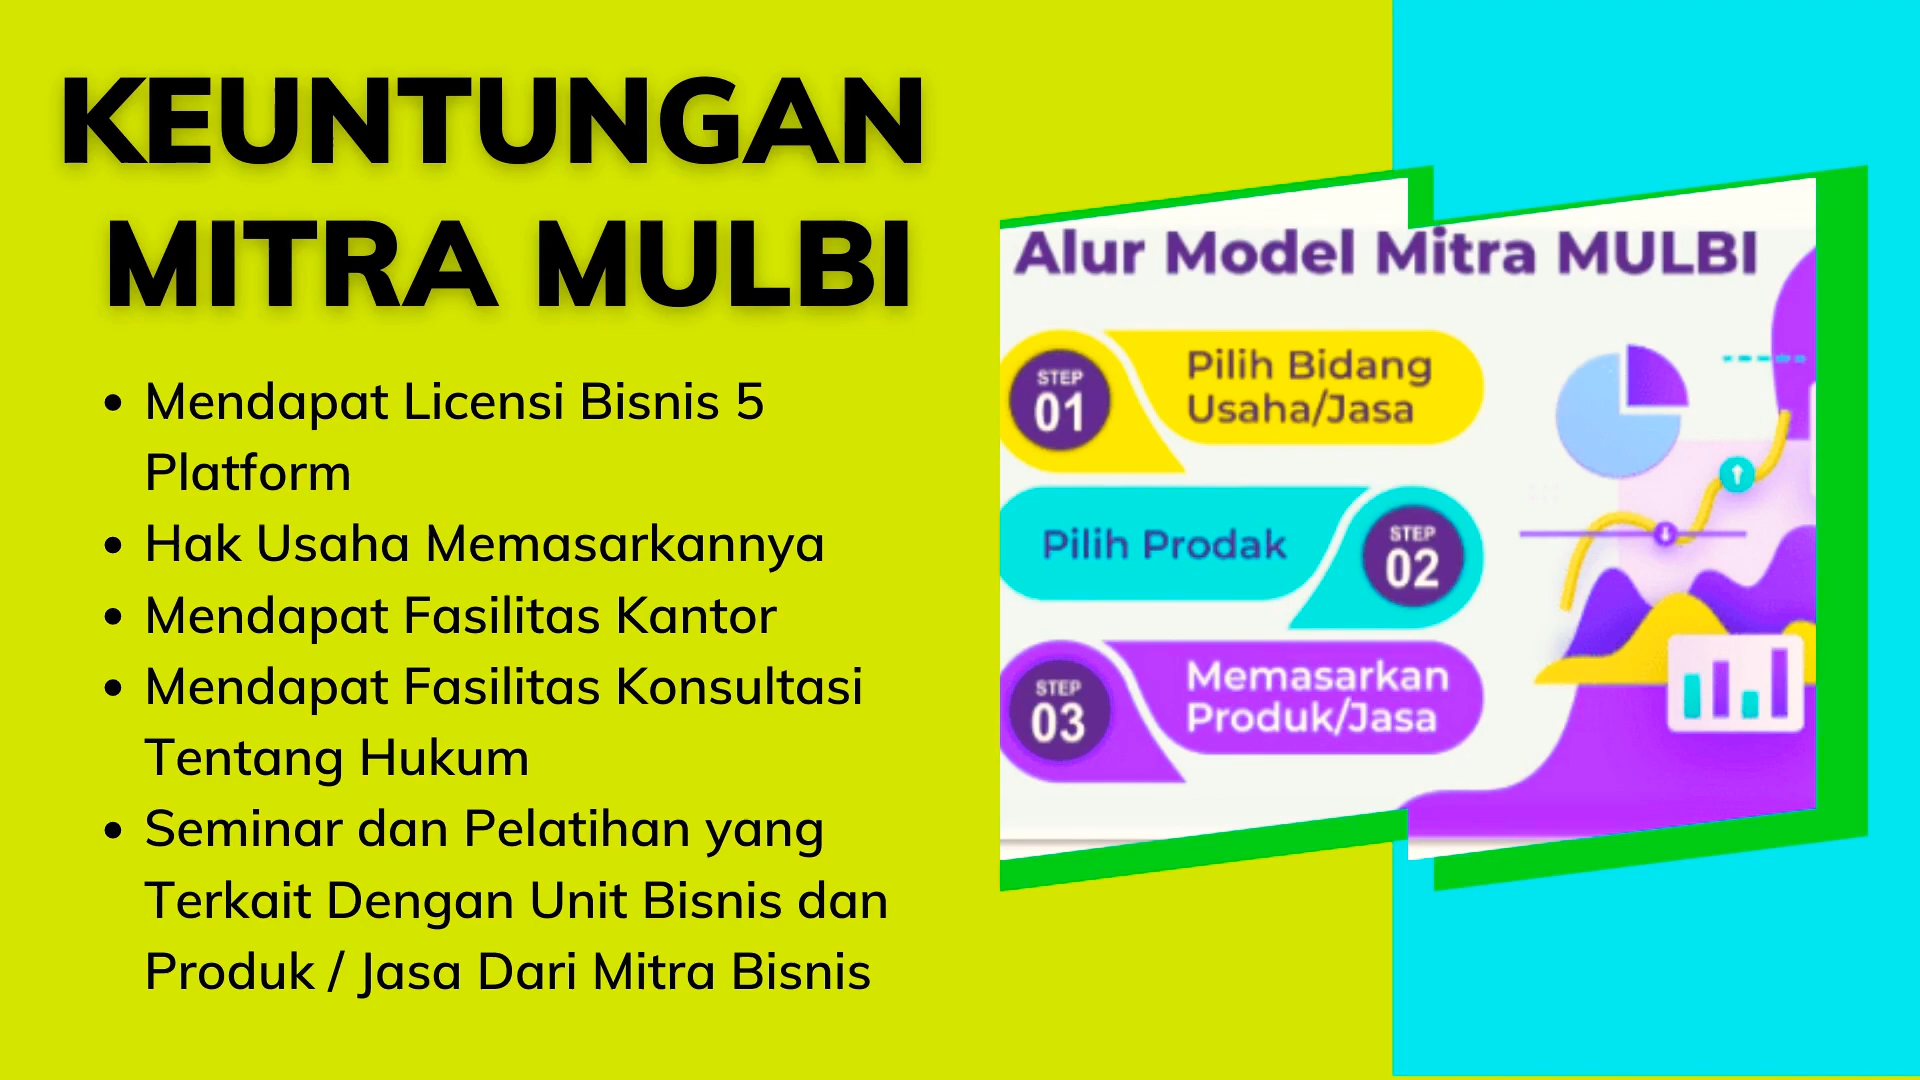 KEUNTUNGAN
MITRA MULBI
• Mendapat Licensi Bisnis 5
Platform
• Hak Usaha Memasarkannya
• Mendapat Fasilitas Kantor
• Mendapat Fasilitas Konsultasi
Tentang Hukum
• Seminar dan Pelatihan yang
Terkait Dengan Unit Bisnis dan
Produk / Jasa Dari Mitra Bisnis
Alur Model Mitra MULBI
STEP
01
Pilih Bidang
Usaha/Jasa
Pilih Prodak
STEP
02
STEP
03
Memasarkan
Produk/Jasa